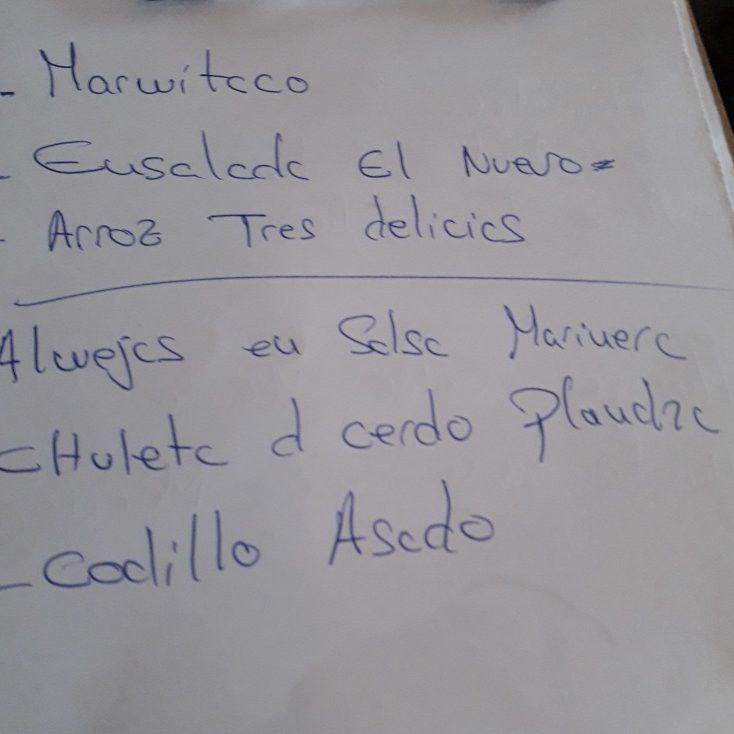 - Marmitaco
- Ensalada El Nuevo
- Arroz Tres delicias
Almejas en Salsa Marinera
CHuleta d cerdo Plancha
- Codillo Asado